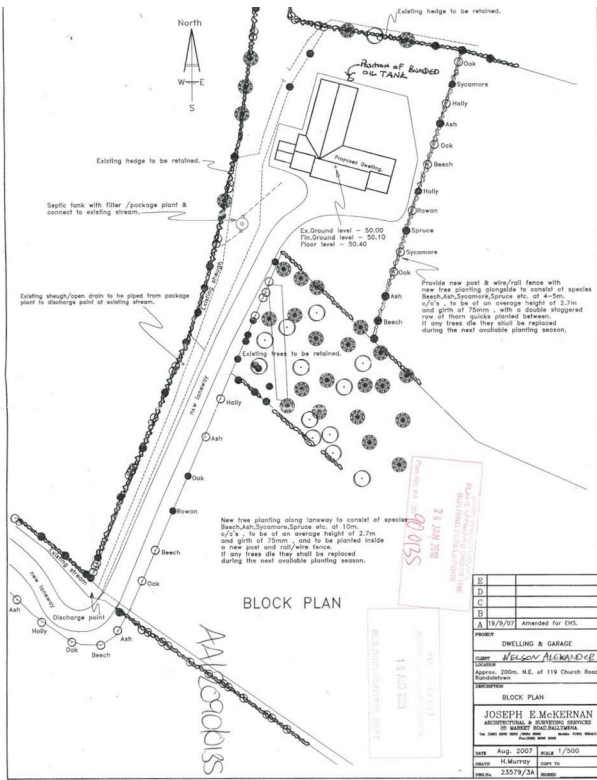 North
W E
S
Existing hedge to be retained.
Position of BUNDED
OIL TANK
Oak
Sycamore
Holly
Ash
Oak
Beech
Holly
Rowan
Spruce
Sycamore
Oak
Ash
Beech
Existing hedge to be retained.
Proposed Dwelling.
Septic tank with filter /package plant &
connect to existing stream.
Ex.Ground level - 50.00
Fin.Ground level - 50.10
Floor level - 50.40
Provide new post & wire/rail fence with
new tree planting alongside to consist of species
Beech,Ash,Sycamore,Spruce etc. at 4-5m.
c/c's , to be of an average height of 2.7m
and girth of 75mm , with a double staggered
row of thorn quicks planted between.
If any trees die they shall be replaced
during the next available planting season.
Existing sheugh/open drain to be piped from package
plant to discharge point at existing stream.
existing sheugh
new laneway
Existing trees to be retained.
Holly
Ash
Oak
Rowan
Beech
Oak
Ash
Beech
Oak
Holly
Ash
New tree planting along laneway to consist of species
Beech,Ash,Sycamore,Spruce etc. at 10m.
c/c's , to be of an average height of 2.7m
and girth of 75mm , and to be planted inside
a new post and rail/wire fence.
If any trees die they shall be replaced
during the next available planting season.
existing stream
new laneway
Discharge point
BLOCK PLAN
26 JAN 2010
E
D
C
B
A 19/9/07 Amended for EHS.
PROJECT
DWELLING & GARAGE
CLIENT NELSON ALEXANDER
LOCATION
Approx. 200m. N.E. of 119 Church Road
Randalstown
DESCRIPTION
BLOCK PLAN
JOSEPH E.McKERNAN
ARCHITECTURAL & SURVEYING SERVICES
25 MARKET ROAD,BALLYMENA.
DATE Aug. 2007 SCALE 1/500
DRAWN H.Murray COPY TO
DWG.No. 23579/3A SIGNED